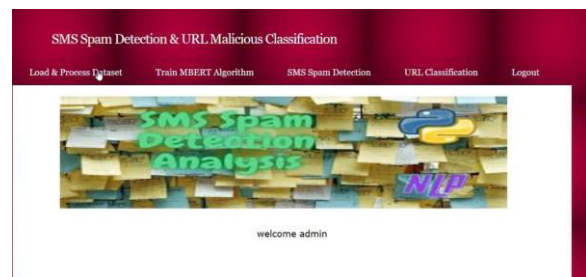 SMS Spam Detection & URL Malicious Classification
Load & Process Dataset Train MBERT Algorithm SMS Spam Detection URL Classification Logout
SMS Spam
Detection
Analysis
NLP
welcome admin